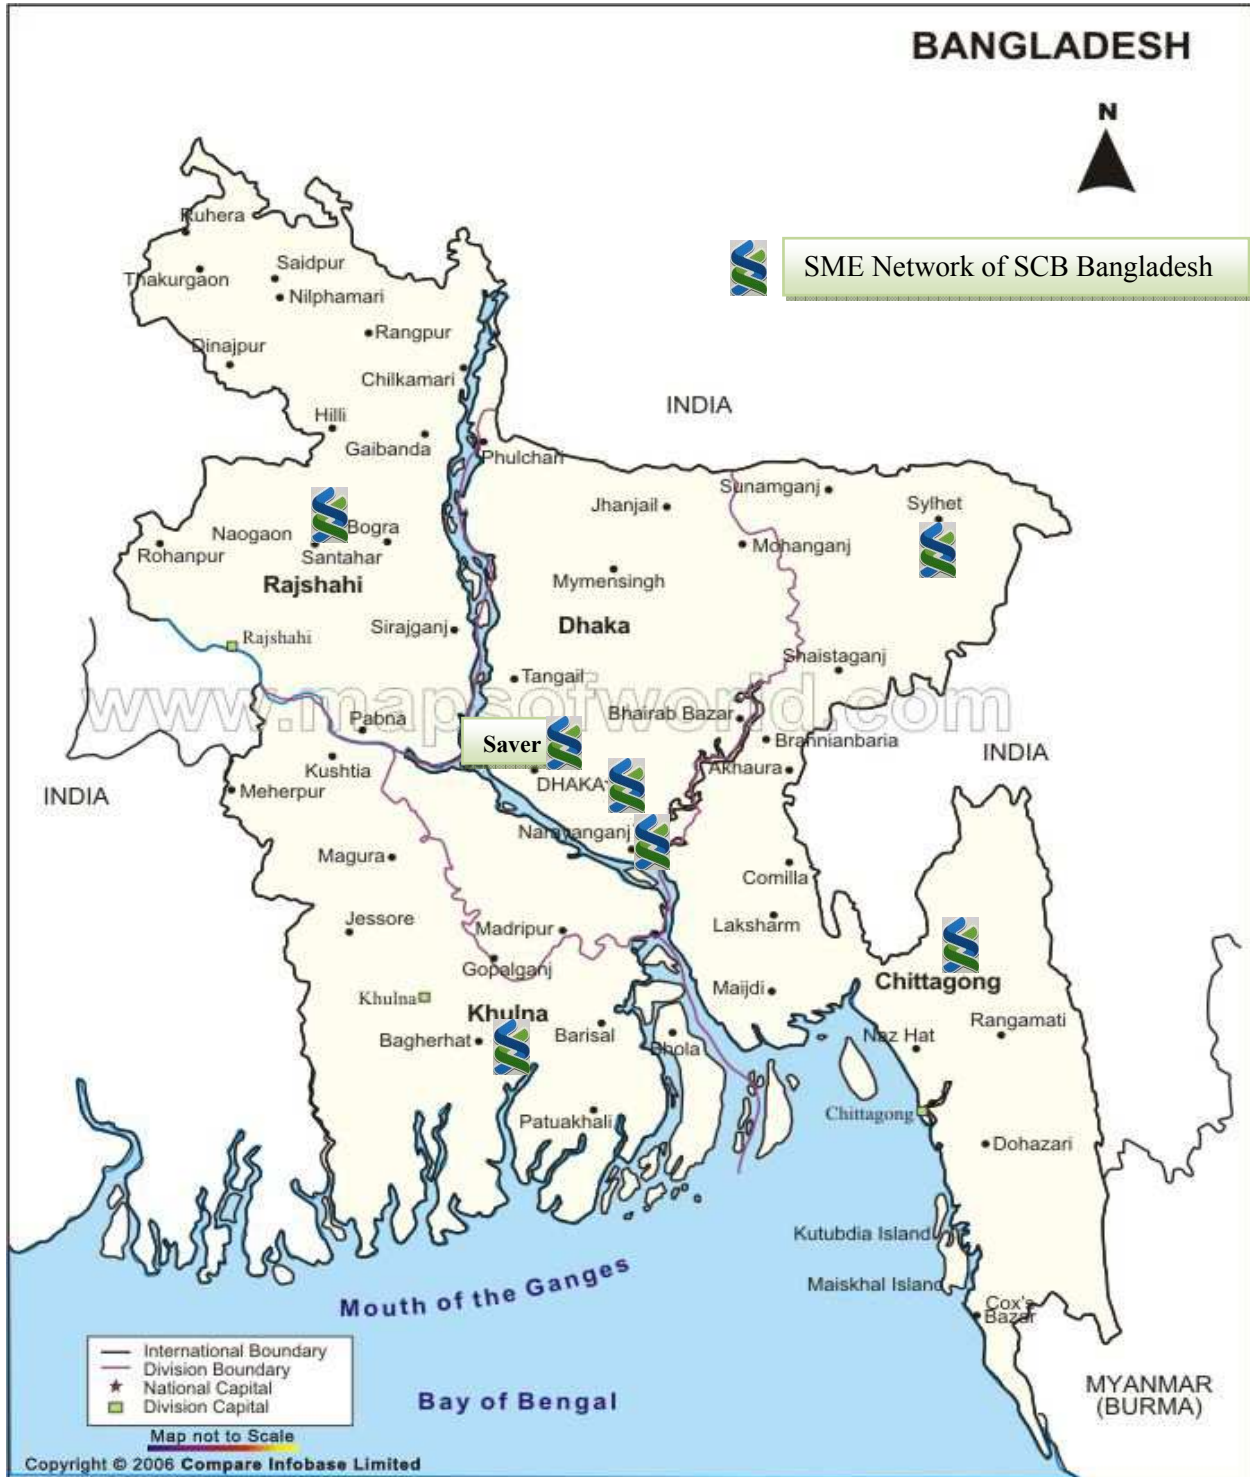 BANGLADESH
N
SME Network of SCB Bangladesh
Ruhera
Thakurgaon
Saidpur
Nilphamari
Rangpur
Dinajpur
Chilkamari
INDIA
Hilli
Gaibanda
Phulchari
Sunamganj
Jhanjail
Sylhet
Naogaon
Bogra
Rohanpur
Santahar
Mohanganj
Mymensingh
Rajshahi
Dhaka
Sirajganj
Rajshahi
Shaistaganj
Tangail
www.mapsofworld.com
Bhairab Bazar
Pabna
Saver
Brahnianbaria
INDIA
Kushtia
Akhaura
DHAKA
INDIA
Meherpur
Narayanganj
Magura
Comilla
Jessore
Laksharm
Madripur
Gopalganj
Chittagong
Maijdi
Khulna
Khulna
Rangamati
Bagherhat
Barisal
Bhola
Naz Hat
Patuakhali
Chittagong
Dohazari
Kutubdia Island
Maiskhal Island
Mouth of the Ganges
Cox's
Bazar
International Boundary
Division Boundary
National Capital
Division Capital
Bay of Bengal
MYANMAR
(BURMA)
Map not to Scale
Copyright © 2006 Compare Infobase Limited